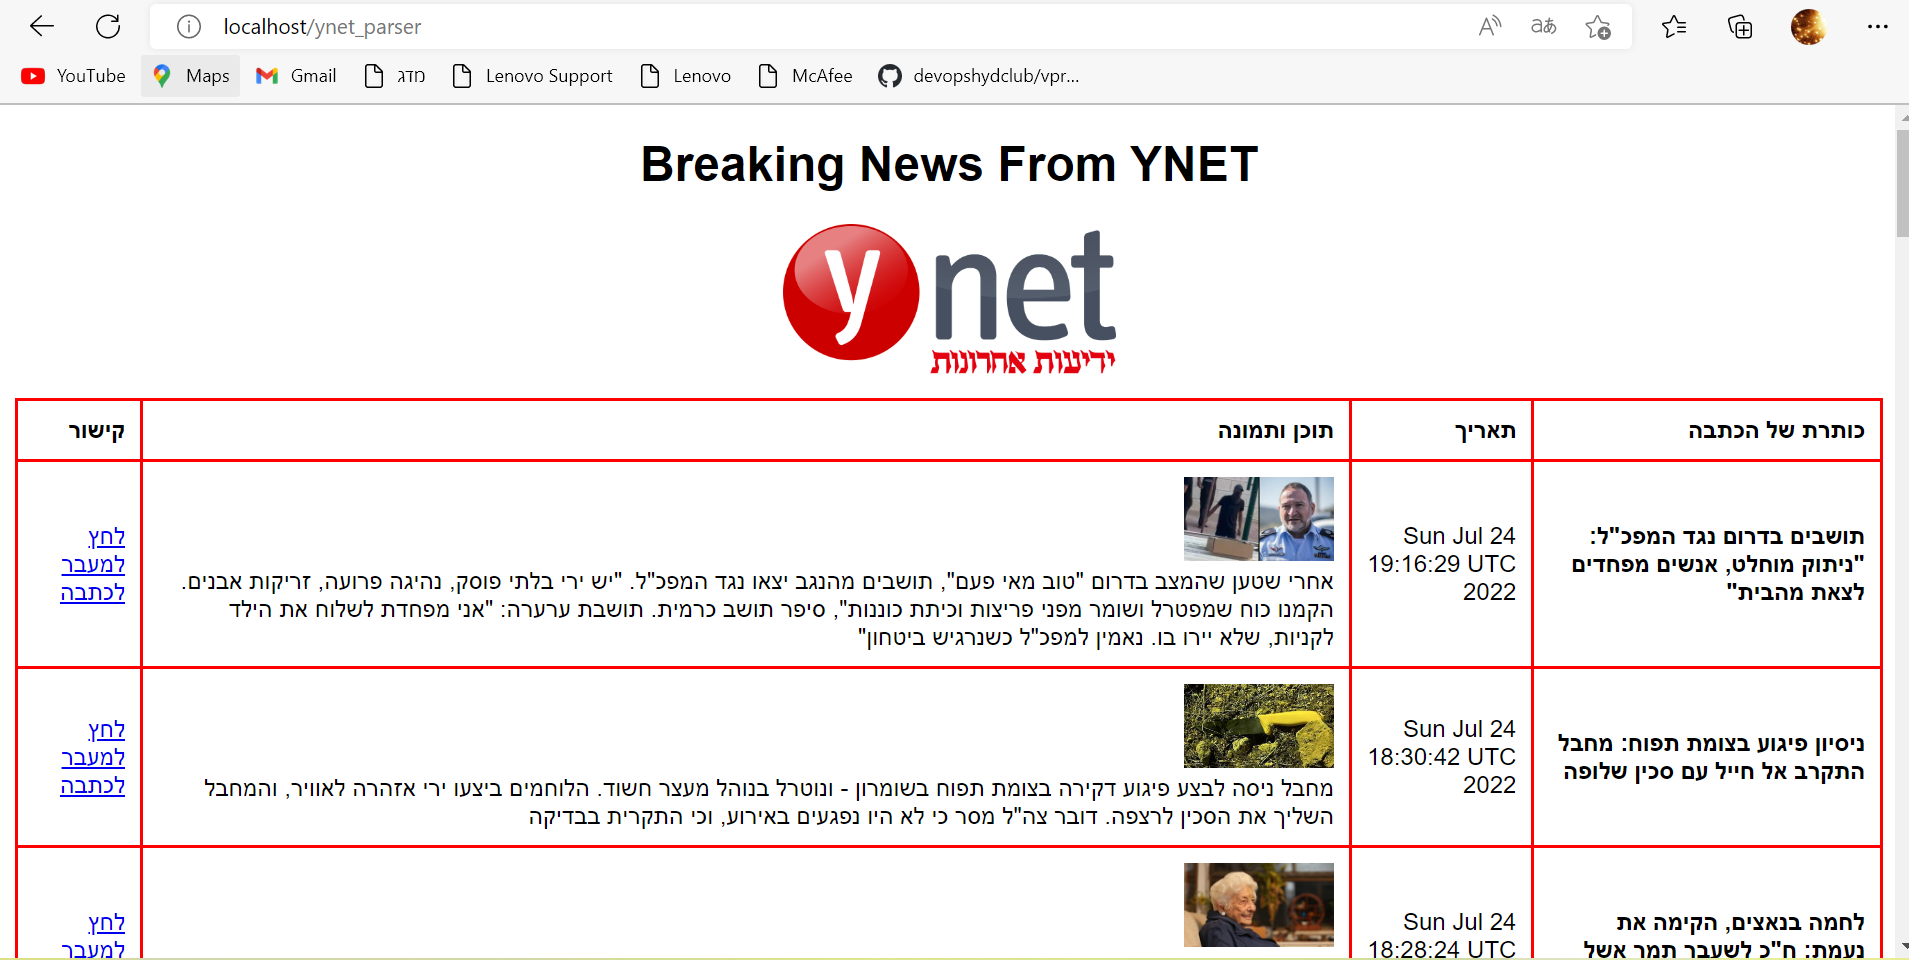 localhost/ynet_parser
YouTube
Maps
Gmail
מדג
Lenovo Support
Lenovo
McAfee
devopshydclub/vpr...
Breaking News From YNET
ynet
ידיעות אחרונות
כותרת של הכתבה
תאריך
תוכן ותמונה
קישור
תושבים בדרום נגד המפכ"ל:
"ניתוק מוחלט, אנשים מפחדים
לצאת מהבית"
Sun Jul 24
19:16:29 UTC
2022
אחרי שטען שהמצב בדרום "טוב מאי פעם", תושבים מהנגב יצאו נגד המפכ"ל. "יש ירי בלתי פוסק, נהיגה פרועה, זריקות אבנים.
הקמנו כוח שמפטרל ושומר מפני פריצות וכיתת כוננות", סיפר תושב כרמית. תושבת ערערה: "אני מפחדת לשלוח את הילד
לקניות, שלא יירו בו. נאמין למפכ"ל כשנרגיש ביטחון"
לחץ
למעבר
לכתבה
ניסיון פיגוע בצומת תפוח: מחבל
התקרב אל חייל עם סכין שלופה
Sun Jul 24
18:30:42 UTC
2022
מחבל ניסה לבצע פיגוע דקירה בצומת תפוח בשומרון - ונוטרל בנוהל מעצר חשוד. הלוחמים ביצעו ירי אזהרה לאוויר, והמחבל
השליך את הסכין לרצפה. דובר צה"ל מסר כי לא היו נפגעים באירוע, וכי התקרית בבדיקה
לחץ
למעבר
לכתבה
לחמה בנאצים, הקימה את
נעמת: ח"כ לשעבר תמר אשל
Sun Jul 24
18:28:24 UTC
לחץ
למעבר